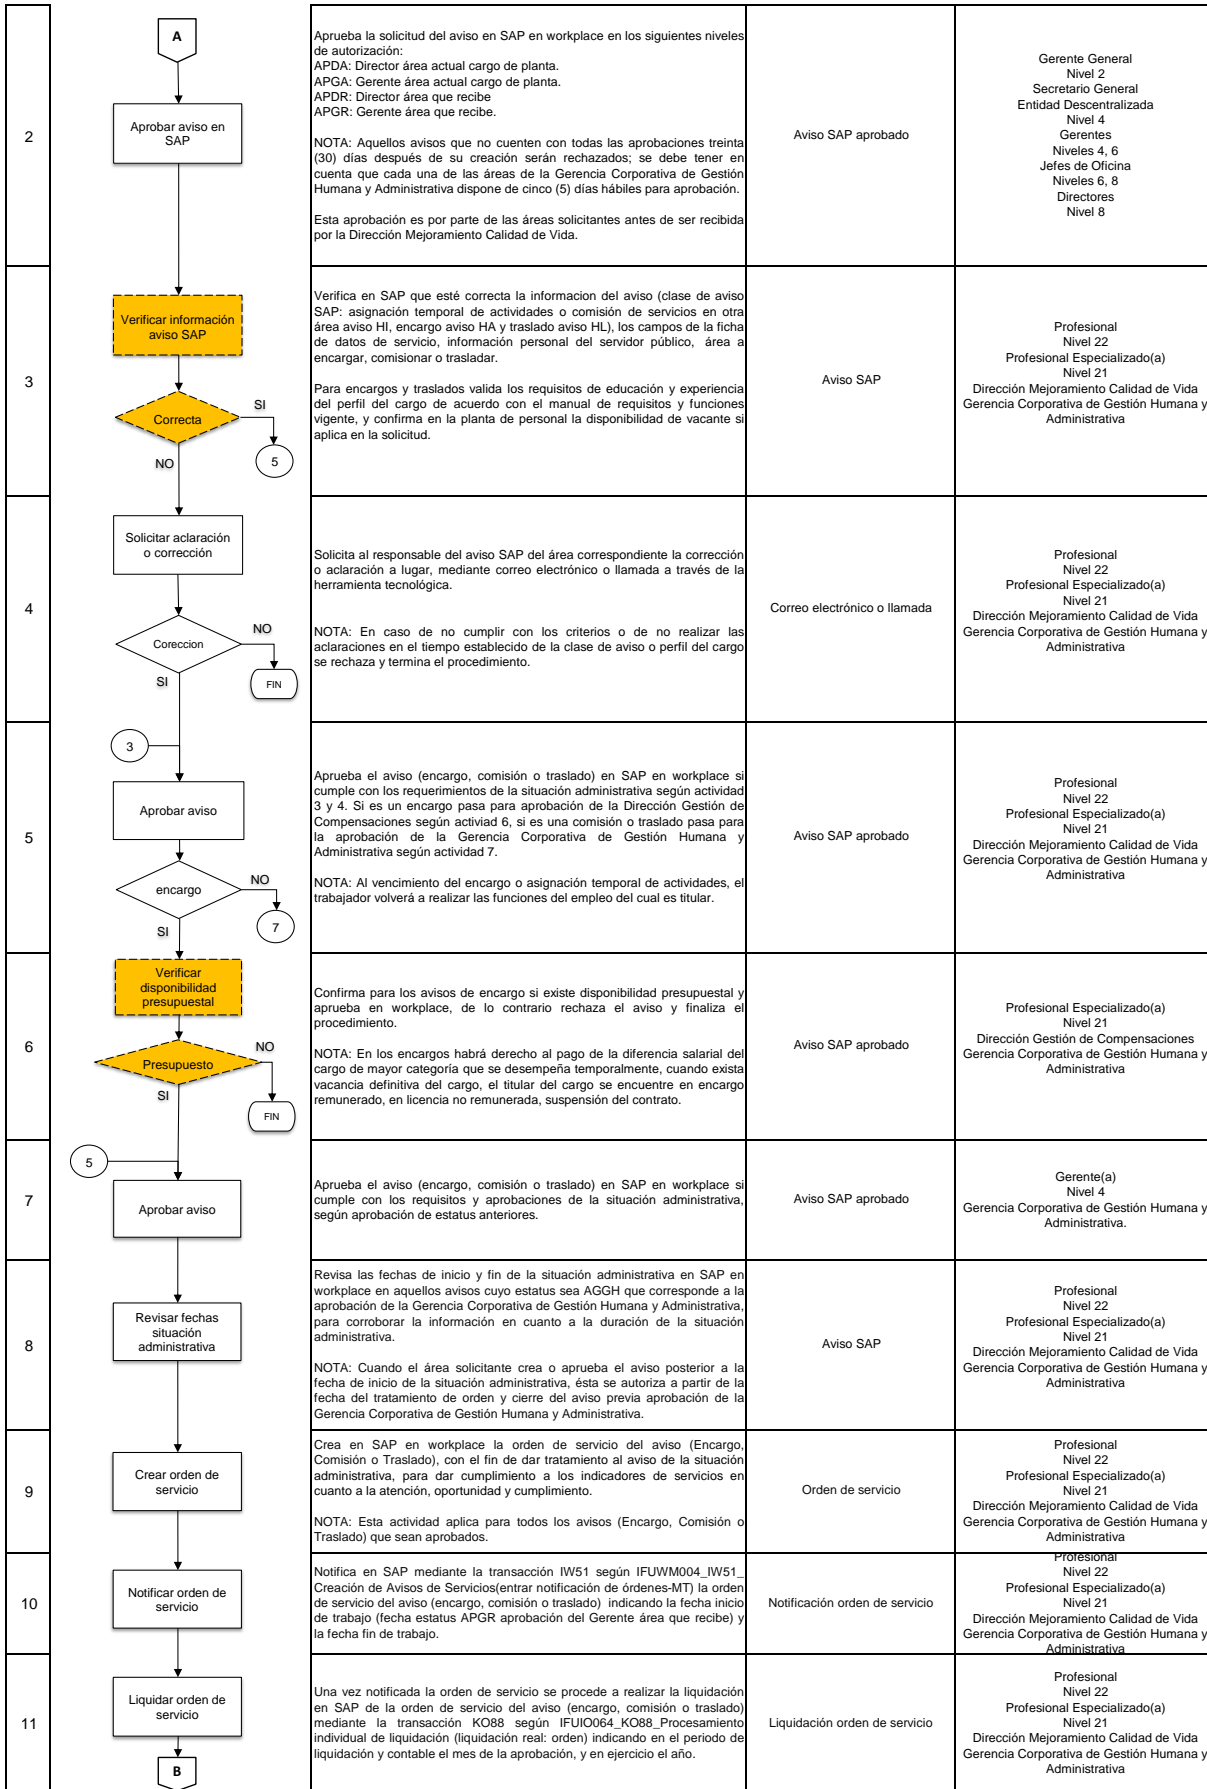 2
A
Aprobar aviso en
SAP
Aprueba la solicitud del aviso en SAP en workplace en los siguientes niveles
de autorización:
APDA: Director área actual cargo de planta.
APGA: Gerente área actual cargo de planta.
APDR: Director área que recibe
APGR: Gerente área que recibe.
NOTA: Aquellos avisos que no cuenten con todas las aprobaciones treinta
(30) días después de su creación serán rechazados; se debe tener en
cuenta que cada una de las áreas de la Gerencia Corporativa de Gestión
Humana y Administrativa dispone de cinco (5) días hábiles para aprobación.
Esta aprobación es por parte de las áreas solicitantes antes de ser recibida
por la Dirección Mejoramiento Calidad de Vida.
Aviso SAP aprobado
Gerente General
Nivel 2
Secretario General
Entidad Descentralizada
Nivel 4
Gerentes
Niveles 4, 6
Jefes de Oficina
Niveles 6, 8
Directores
Nivel 8
3
Verificar información
aviso SAP
Correcta
SI
5
NO
Verifica en SAP que esté correcta la informacion del aviso (clase de aviso
SAP: asignación temporal de actividades o comisión de servicios en otra
área aviso HI, encargo aviso HA y traslado aviso HL), los campos de la ficha
de datos de servicio, información personal del servidor público, área a
encargar, comisionar o trasladar.
Para encargos y traslados valida los requisitos de educación y experiencia
del perfil del cargo de acuerdo con el manual de requisitos y funciones
vigente, y confirma en la planta de personal la disponibilidad de vacante si
aplica en la solicitud.
Aviso SAP
Profesional
Nivel 22
Profesional Especializado(a)
Nivel 21
Dirección Mejoramiento Calidad de Vida
Gerencia Corporativa de Gestión Humana y
Administrativa
4
Solicitar aclaración
o corrección
Coreccion
NO
FIN
SI
Solicita al responsable del aviso SAP del área correspondiente la corrección
o aclaración a lugar, mediante correo electrónico o llamada a través de la
herramienta tecnológica.
NOTA: En caso de no cumplir con los criterios o de no realizar las
aclaraciones en el tiempo establecido de la clase de aviso o perfil del cargo
se rechaza y termina el procedimiento.
Correo electrónico o llamada
Profesional
Nivel 22
Profesional Especializado(a)
Nivel 21
Dirección Mejoramiento Calidad de Vida
Gerencia Corporativa de Gestión Humana y
Administrativa
5
3
Aprobar aviso
encargo
NO
7
SI
Aprueba el aviso (encargo, comisión o traslado) en SAP en workplace si
cumple con los requerimientos de la situación administrativa según actividad
3 y 4. Si es un encargo pasa para aprobación de la Dirección Gestión de
Compensaciones según activiad 6, si es una comisión o traslado pasa para
la aprobación de la Gerencia Corporativa de Gestión Humana y
Administrativa según actividad 7.
NOTA: Al vencimiento del encargo o asignación temporal de actividades, el
trabajador volverá a realizar las funciones del empleo del cual es titular.
Aviso SAP aprobado
Profesional
Nivel 22
Profesional Especializado(a)
Nivel 21
Dirección Mejoramiento Calidad de Vida
Gerencia Corporativa de Gestión Humana y
Administrativa
6
Verificar
disponibilidad
presupuestal
Presupuesto
NO
FIN
SI
Confirma para los avisos de encargo si existe disponibilidad presupuestal y
aprueba en workplace, de lo contrario rechaza el aviso y finaliza el
procedimiento.
NOTA: En los encargos habrá derecho al pago de la diferencia salarial del
cargo de mayor categoría que se desempeña temporalmente, cuando exista
vacancia definitiva del cargo, el titular del cargo se encuentre en encargo
remunerado, en licencia no remunerada, suspensión del contrato.
Aviso SAP aprobado
Profesional Especializado(a)
Nivel 21
Dirección Gestión de Compensaciones
Gerencia Corporativa de Gestión Humana y
Administrativa
7
5
Aprobar aviso
Aprueba el aviso (encargo, comisión o traslado) en SAP en workplace si
cumple con los requisitos y aprobaciones de la situación administrativa,
según aprobación de estatus anteriores.
Aviso SAP aprobado
Gerente(a)
Nivel 4
Gerencia Corporativa de Gestión Humana y
Administrativa.
8
Revisar fechas
situación
administrativa
Revisa las fechas de inicio y fin de la situación administrativa en SAP en
workplace en aquellos avisos cuyo estatus sea AGGH que corresponde a la
aprobación de la Gerencia Corporativa de Gestión Humana y Administrativa,
para corroborar la información en cuanto a la duración de la situación
administrativa.
NOTA: Cuando el área solicitante crea o aprueba el aviso posterior a la
fecha de inicio de la situación administrativa, ésta se autoriza a partir de la
fecha del tratamiento de orden y cierre del aviso previa aprobación de la
Gerencia Corporativa de Gestión Humana y Administrativa.
Aviso SAP
Profesional
Nivel 22
Profesional Especializado(a)
Nivel 21
Dirección Mejoramiento Calidad de Vida
Gerencia Corporativa de Gestión Humana y
Administrativa
9
Crear orden de
servicio
Crea en SAP en workplace la orden de servicio del aviso (Encargo,
Comisión o Traslado), con el fin de dar tratamiento al aviso de la situación
administrativa, para dar cumplimiento a los indicadores de servicios en
cuanto a la atención, oportunidad y cumplimiento.
NOTA: Esta actividad aplica para todos los avisos (Encargo, Comisión o
Traslado) que sean aprobados.
Orden de servicio
Profesional
Nivel 22
Profesional Especializado(a)
Nivel 21
Dirección Mejoramiento Calidad de Vida
Gerencia Corporativa de Gestión Humana y
Administrativa
10
Notificar orden de
servicio
Notifica en SAP mediante la transacción IW51 según IFUWM004_IW51_
Creación de Avisos de Servicios(entrar notificación de órdenes-MT) la orden
de servicio del aviso (encargo, comisión o traslado) indicando la fecha inicio
de trabajo (fecha estatus APGR aprobación del Gerente área que recibe) y
la fecha fin de trabajo.
Notificación orden de servicio
Profesional
Nivel 22
Profesional Especializado(a)
Nivel 21
Dirección Mejoramiento Calidad de Vida
Gerencia Corporativa de Gestión Humana y
Administrativa
11
Liquidar orden de
servicio
B
Una vez notificada la orden de servicio se procede a realizar la liquidación
en SAP de la orden de servicio del aviso (encargo, comisión o traslado)
mediante la transacción KO88 según IFUIO064_KO88_Procesamiento
individual de liquidación (liquidación real: orden) indicando en el periodo de
liquidación y contable el mes de la aprobación, y en ejercicio el año.
Liquidación orden de servicio
Profesional
Nivel 22
Profesional Especializado(a)
Nivel 21
Dirección Mejoramiento Calidad de Vida
Gerencia Corporativa de Gestión Humana y
Administrativa